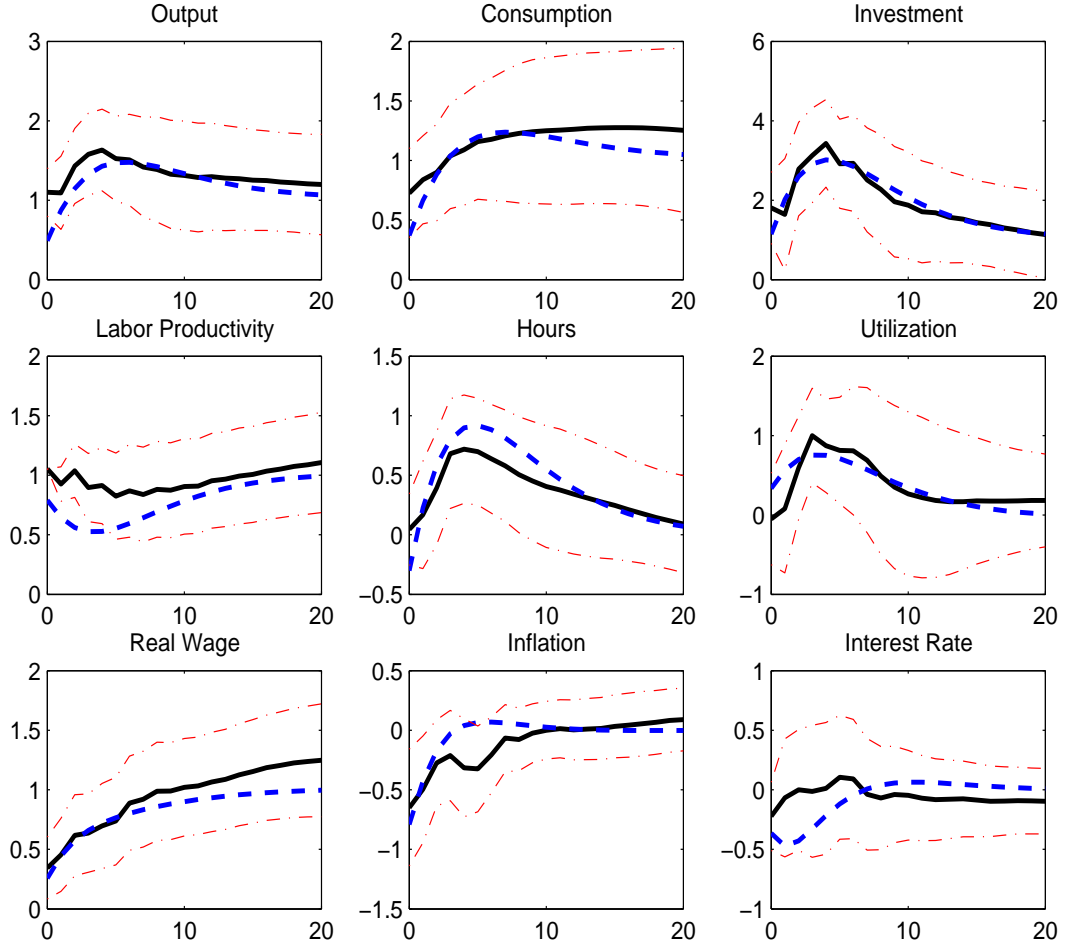 Output Consumption Investment
3 2 6
2 1.5 4
1 1 2
0.5
0 0 0
0 10 20 0 10 20 0 10 20
Labor Productivity Hours Utilization
2 1.5 2
1.5 1 1
1 0.5
0.5 0 0
0 −0.5 −1
0 10 20 0 10 20 0 10 20
Real Wage Inflation Interest Rate
2 0.5 1
1.5 0 0.5
1 −0.5 0
0.5 −1 −0.5
0 −1.5 −1
0 10 20 0 10 20 0 10 20